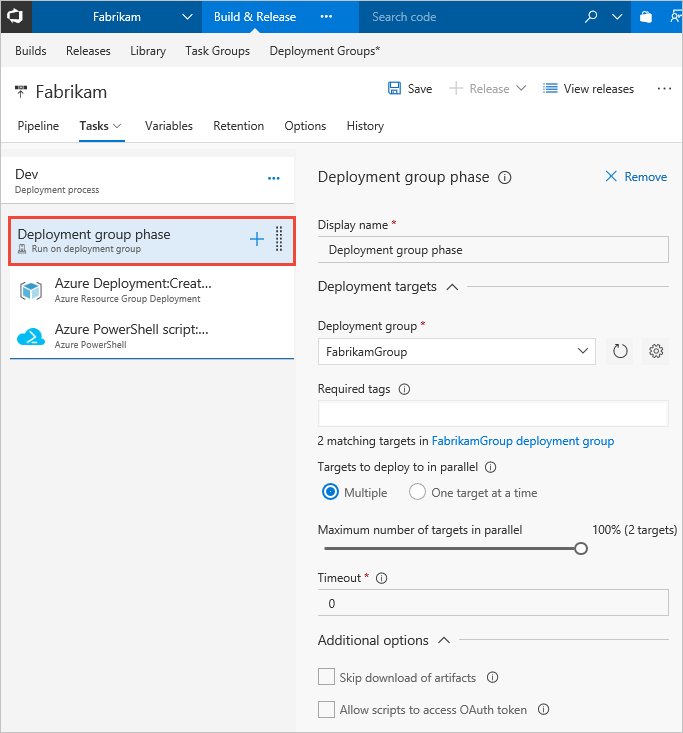 Fabrikam
Build & Release
Search code
Builds
Releases
Library
Task Groups
Deployment Groups*
Fabrikam
Save
Release
View releases
Pipeline
Tasks
Variables
Retention
Options
History
Dev
Deployment process
Deployment group phase
Run on deployment group
Azure Deployment:Creat...
Azure Resource Group Deployment
Azure PowerShell script:...
Azure PowerShell
Deployment group phase
Remove
Display name *
Deployment group phase
Deployment targets
Deployment group *
FabrikamGroup
Required tags
2 matching targets in FabrikamGroup deployment group
Targets to deploy to in parallel
Multiple
One target at a time
Maximum number of targets in parallel
100% (2 targets)
Timeout *
0
Additional options
Skip download of artifacts
Allow scripts to access OAuth token